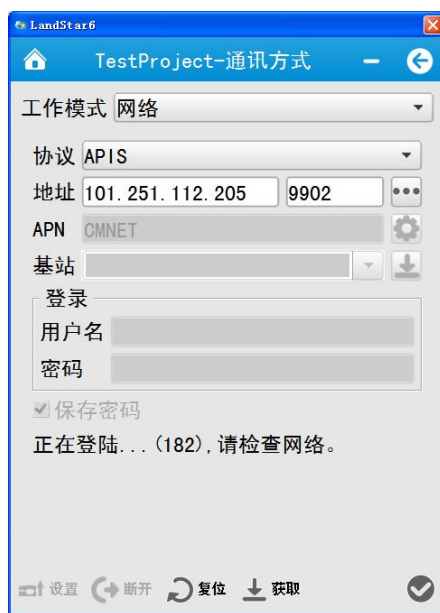 LandStar6
TestProject-通讯方式
工作模式 网络
协议 APIS
地址 101.251.112.205 9902
APN CMNET
基站
登录
用户名
密码
保存密码
正在登陆...(182),请检查网络。
设置 断开 复位 获取